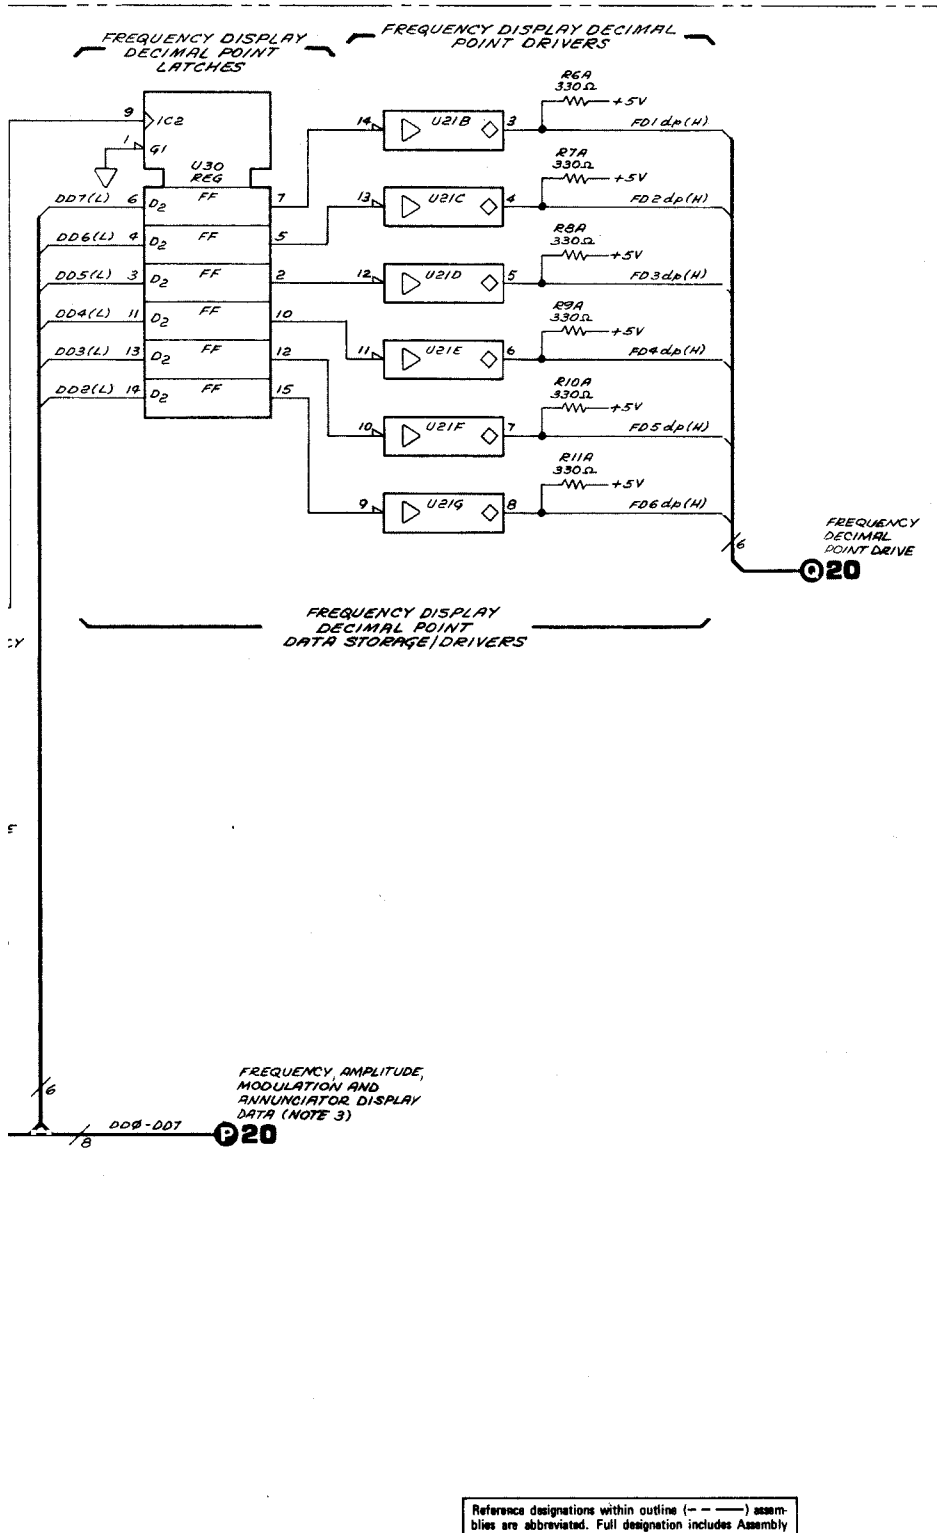 FREQUENCY DISPLAY
DECIMAL POINT
LATCHES
FREQUENCY DISPLAY DECIMAL
POINT DRIVERS
9
1C2
1
G1
U30
REG
DD7(L) 6 D2 FF 7
DD6(L) 4 D2 FF 5
DD5(L) 3 D2 FF 2
DD4(L) 11 D2 FF 10
DD3(L) 13 D2 FF 12
DD2(L) 14 D2 FF 15
R6A
330Ω
+5V
14 U21B 3 FD1dp(H)
R7A
330Ω
+5V
13 U21C 4 FD2dp(H)
R8A
330Ω
+5V
12 U21D 5 FD3dp(H)
R9A
330Ω
+5V
11 U21E 6 FD4dp(H)
R10A
330Ω
+5V
10 U21F 7 FD5dp(H)
R11A
330Ω
+5V
9 U21G 8 FD6dp(H)
6
FREQUENCY
DECIMAL
POINT DRIVE
Q 20
FREQUENCY DISPLAY
DECIMAL POINT
DATA STORAGE/DRIVERS
CY
E
6
FREQUENCY, AMPLITUDE,
MODULATION AND
ANNUNCIATOR DISPLAY
DATA (NOTE 3)
8
DDØ-DD7
P 20
Reference designations within outline (– – ——) assem-
blies are abbreviated. Full designation includes Assembly